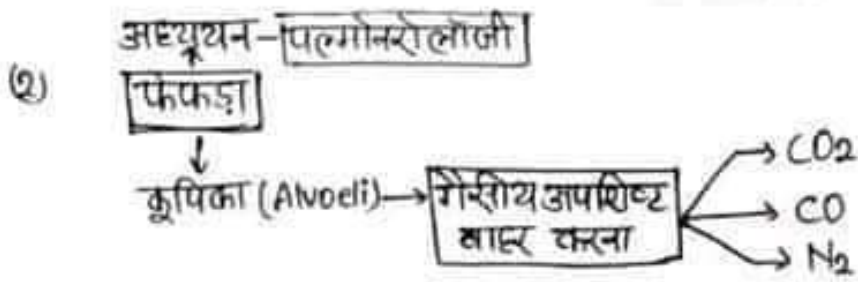 अध्ययन - पल्मोनरोलॉजी
(2) फेफड़ा
कूपिका (Alvoeli) → गैसीय अपशिष्ट
बाहर करना
→ CO2
→ CO
→ N2